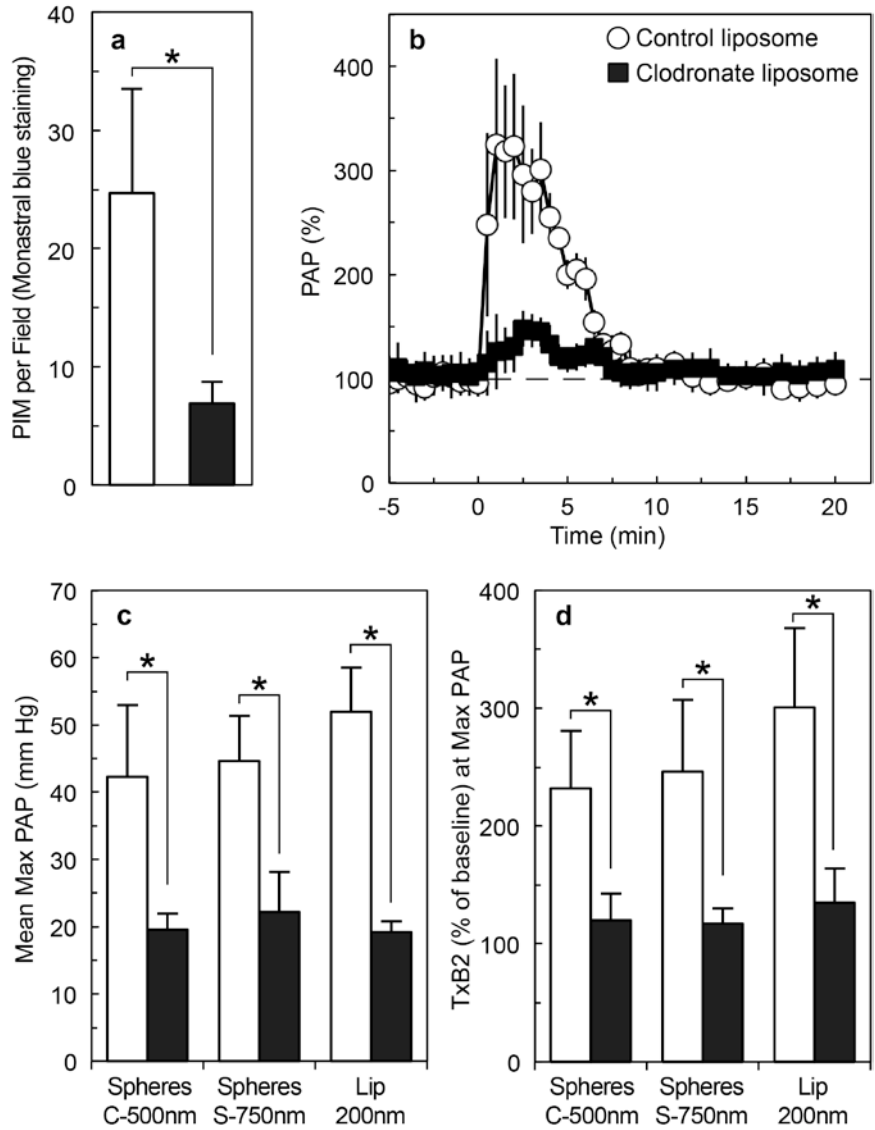 a
PIM per Field (Monastral blue staining)
40
30
20
10
0
*
b
Control liposome
Clodronate liposome
PAP (%)
400
300
200
100
0
-5 0 5 10 15 20
Time (min)
c
Mean Max PAP (mm Hg)
70
60
50
40
30
20
10
0
* * *
Spheres Spheres Lip
C-500nm S-750nm 200nm
d
TxB2 (% of baseline) at Max PAP
400
300
200
100
0
* * *
Spheres Spheres Lip
C-500nm S-750nm 200nm